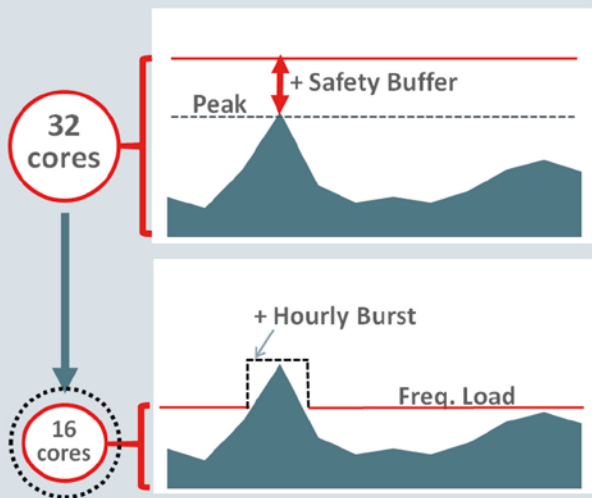 + Safety Buffer
Peak
32
cores
+ Hourly Burst
Freq. Load
16
cores